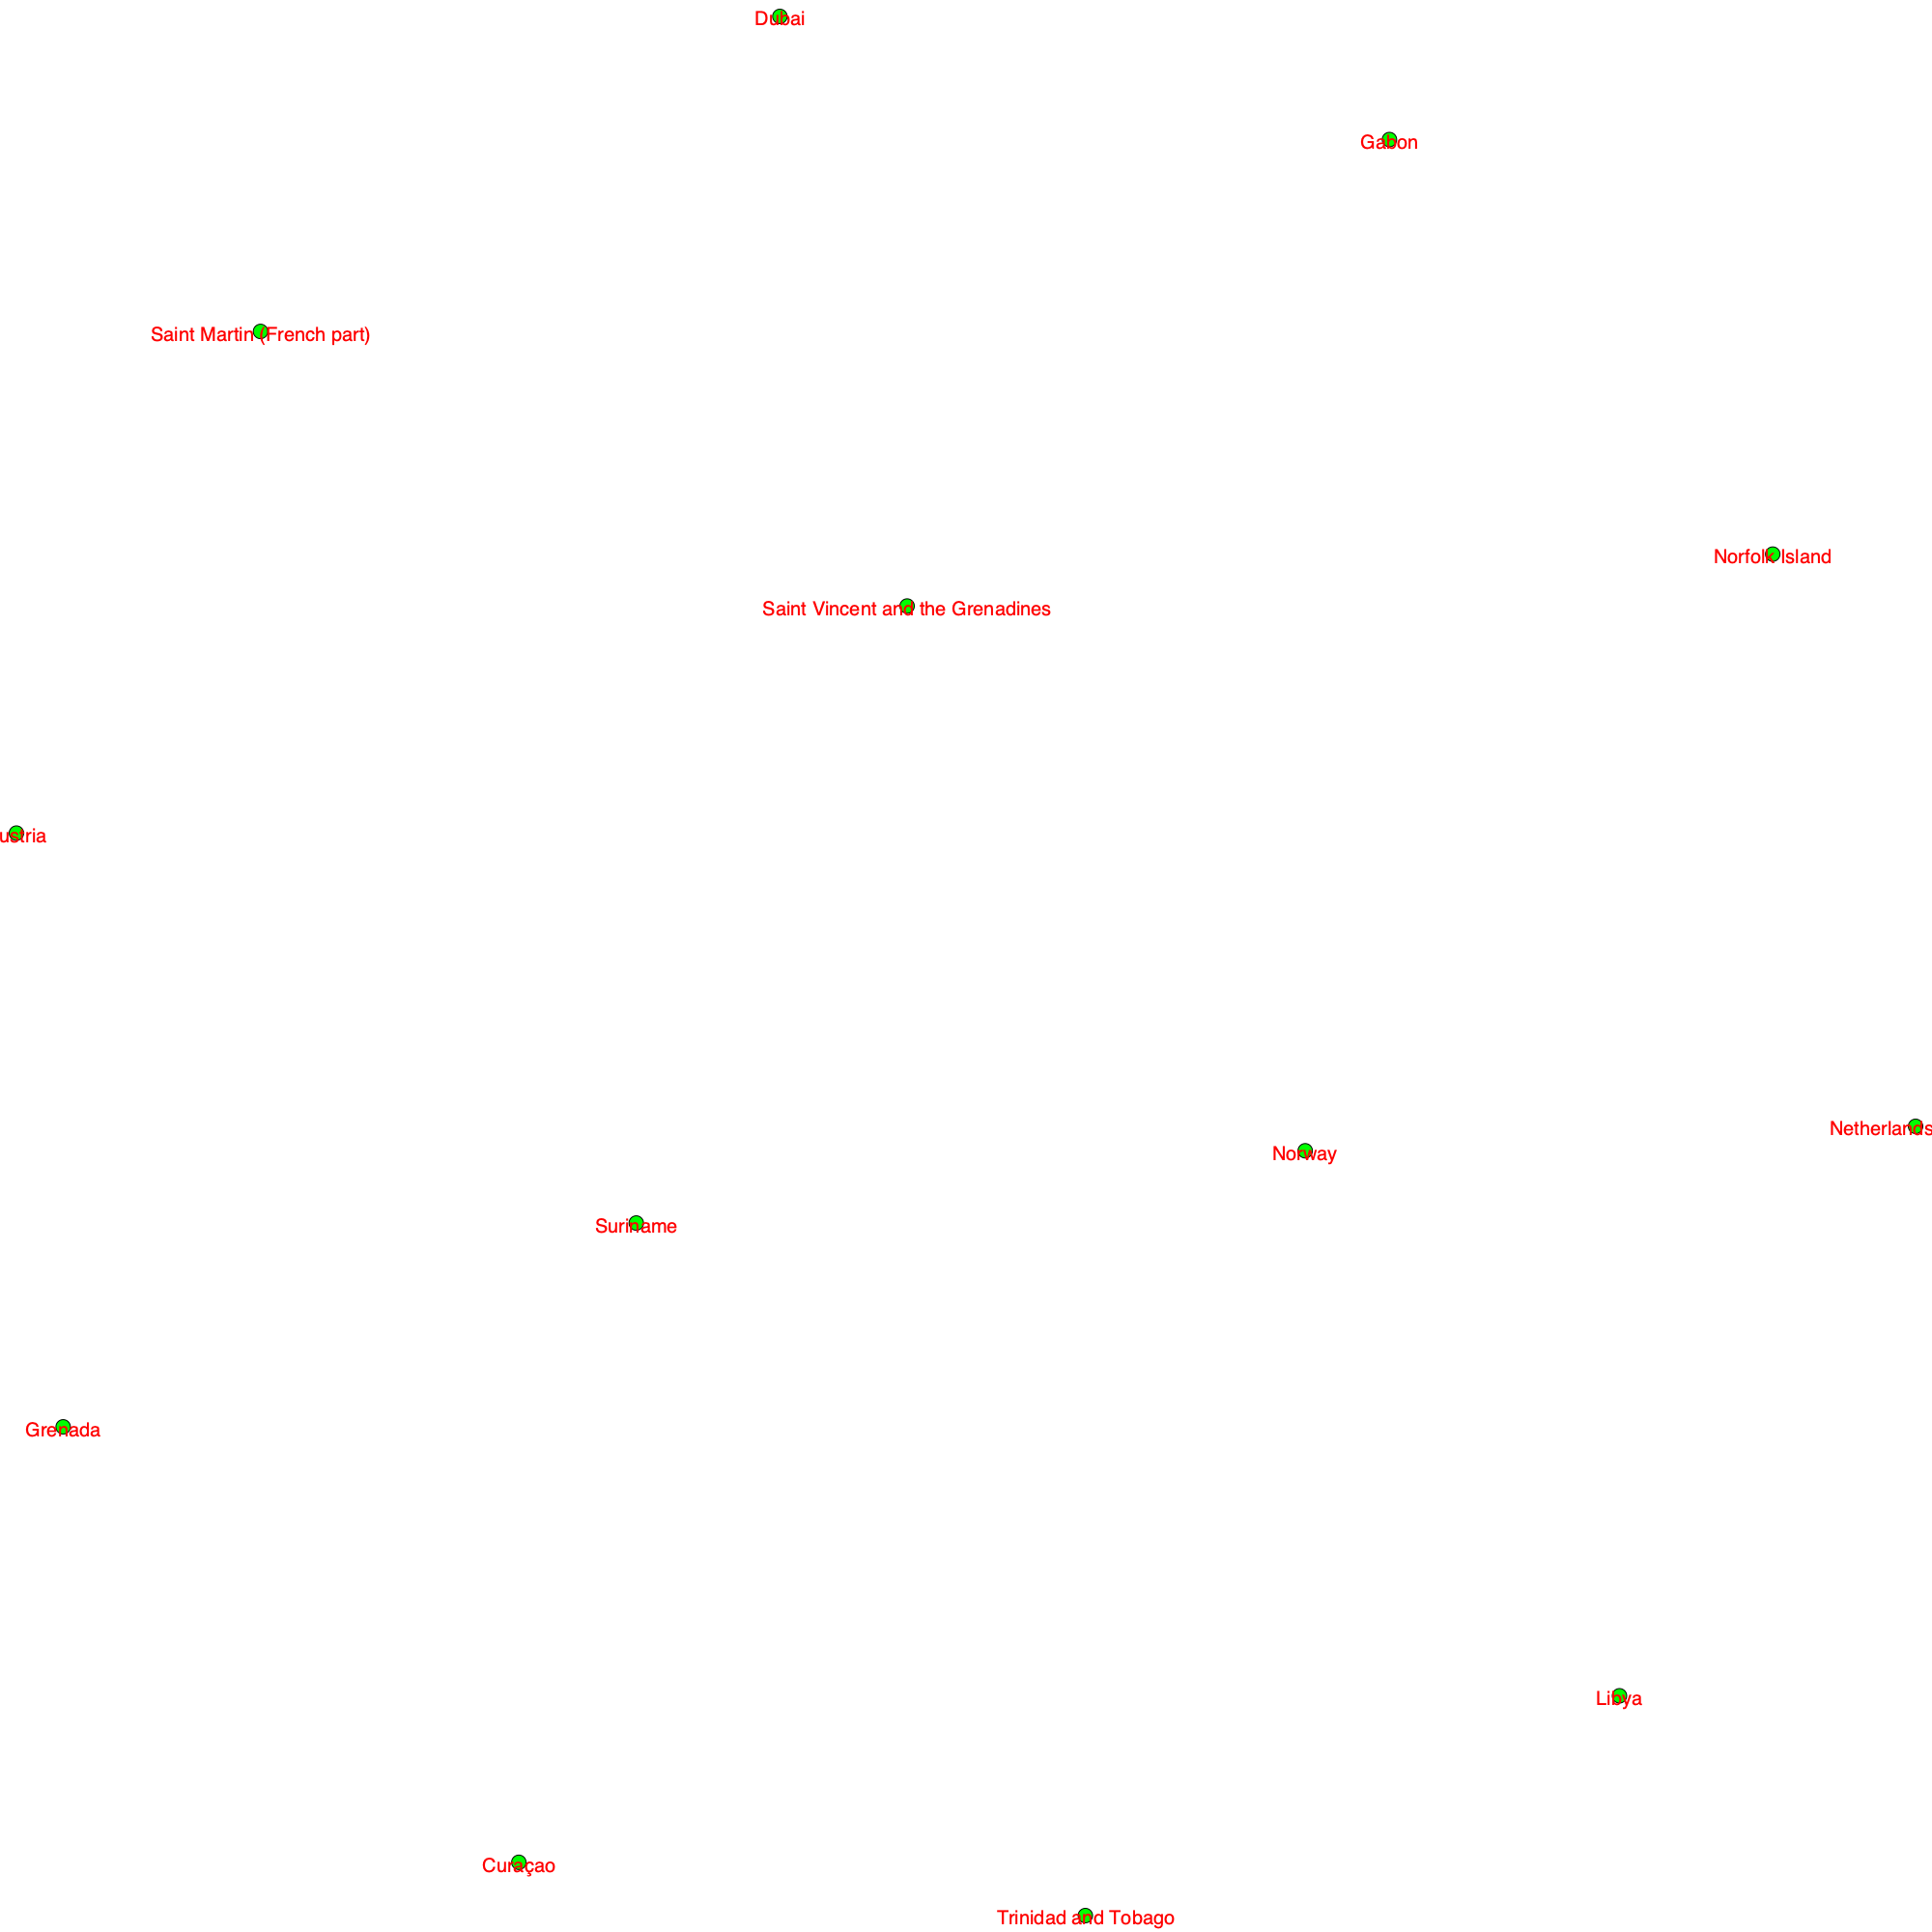 Dubai
Gabon
Saint Martin (French part)
Norfolk Island
Saint Vincent and the Grenadines
ustria
Netherlands
Norway
Suriname
Grenada
Libya
Curaçao
Trinidad and Tobago